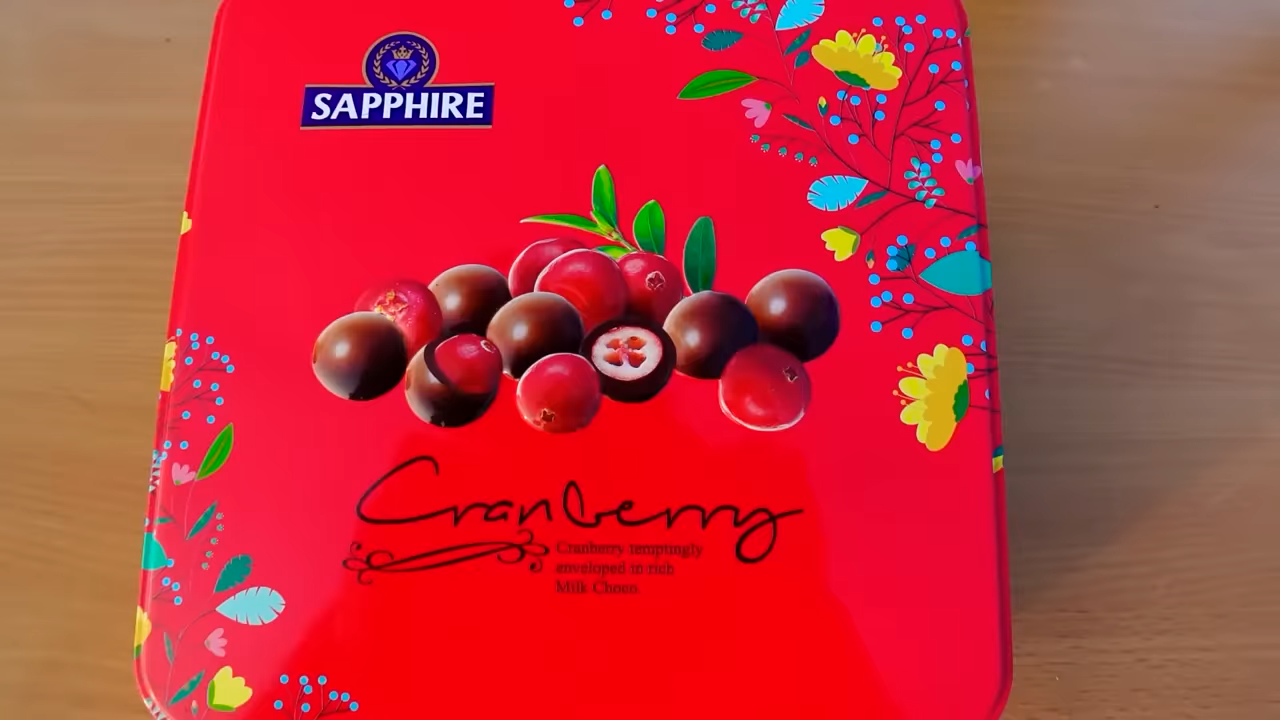 SAPPHIRE
Cranberry
Cranberry temptingly
enveloped in rich
Milk Choco.